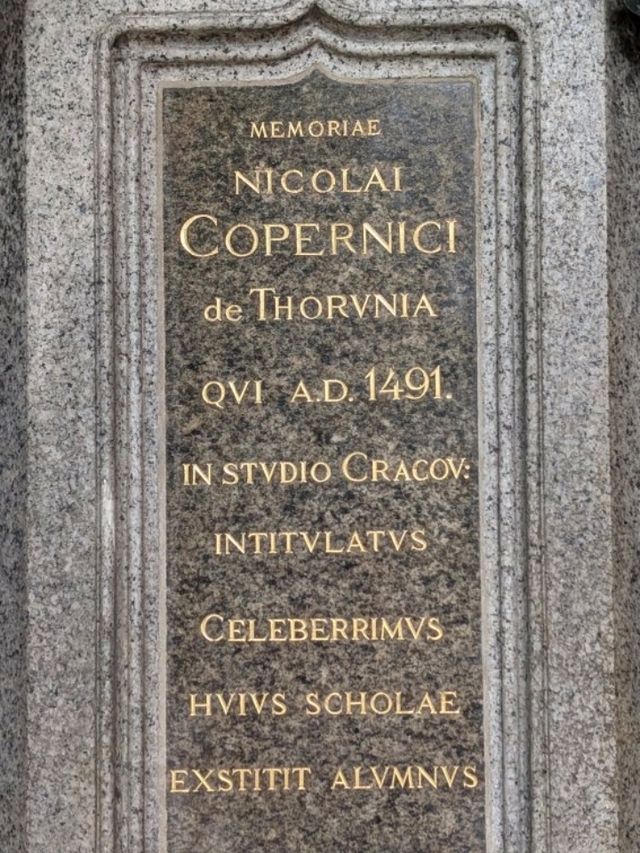 MEMORIAE
NICOLAI
COPERNICI
de THORVNIA
QVI A.D. 1491.
IN STVDIO CRACOV:
INTITVLATVS
CELEBERRIMVS
HVIVS SCHOLAE
EXSTITIT ALVMNVS